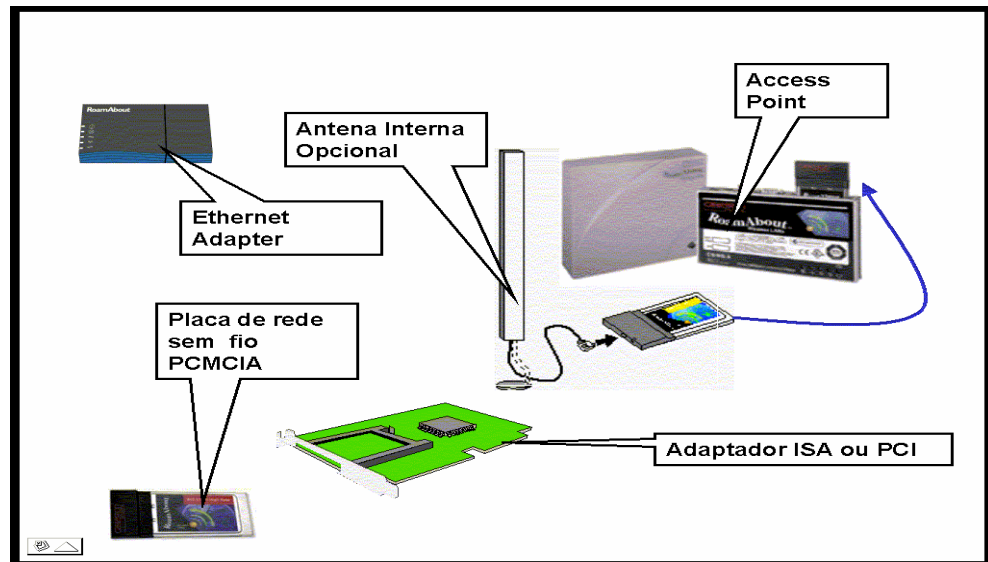 RoamAbout
Ethernet
Adapter
Antena Interna
Opcional
Access
Point
RoamAbout
Placa de rede
sem fio
PCMCIA
Adaptador ISA ou PCI